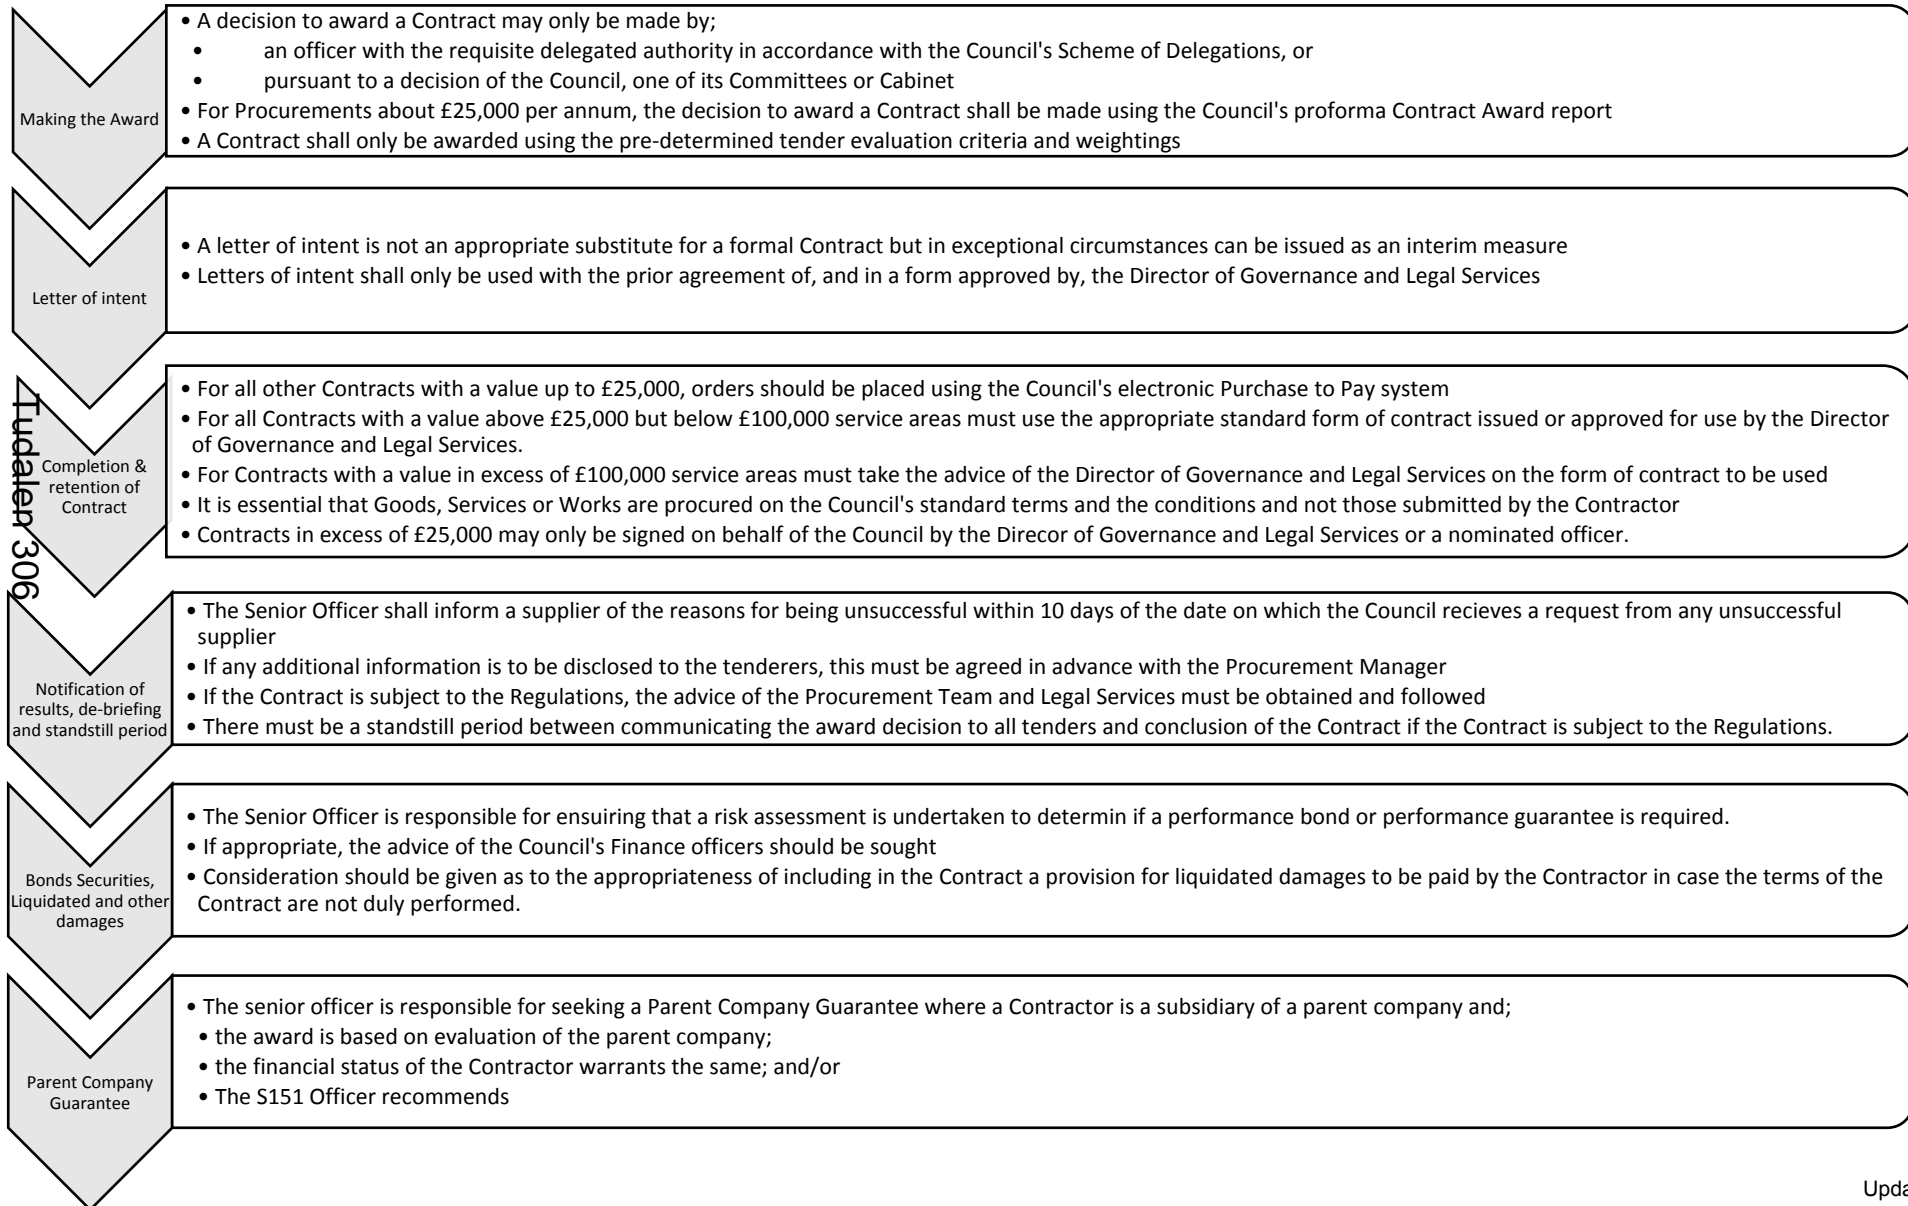 Making the Award
• A decision to award a Contract may only be made by;
• an officer with the requisite delegated authority in accordance with the Council's Scheme of Delegations, or
• pursuant to a decision of the Council, one of its Committees or Cabinet
• For Procurements about £25,000 per annum, the decision to award a Contract shall be made using the Council's proforma Contract Award report
• A Contract shall only be awarded using the pre-determined tender evaluation criteria and weightings
Letter of intent
• A letter of intent is not an appropriate substitute for a formal Contract but in exceptional circumstances can be issued as an interim measure
• Letters of intent shall only be used with the prior agreement of, and in a form approved by, the Director of Governance and Legal Services
Tudalen 306
Completion &
retention of
Contract
• For all other Contracts with a value up to £25,000, orders should be placed using the Council's electronic Purchase to Pay system
• For all Contracts with a value above £25,000 but below £100,000 service areas must use the appropriate standard form of contract issued or approved for use by the Director
of Governance and Legal Services.
• For Contracts with a value in excess of £100,000 service areas must take the advice of the Director of Governance and Legal Services on the form of contract to be used
• It is essential that Goods, Services or Works are procured on the Council's standard terms and the conditions and not those submitted by the Contractor
• Contracts in excess of £25,000 may only be signed on behalf of the Council by the Direcor of Governance and Legal Services or a nominated officer.
Notification of
results, de-briefing
and standstill period
• The Senior Officer shall inform a supplier of the reasons for being unsuccessful within 10 days of the date on which the Council recieves a request from any unsuccessful
supplier
• If any additional information is to be disclosed to the tenderers, this must be agreed in advance with the Procurement Manager
• If the Contract is subject to the Regulations, the advice of the Procurement Team and Legal Services must be obtained and followed
• There must be a standstill period between communicating the award decision to all tenders and conclusion of the Contract if the Contract is subject to the Regulations.
Bonds Securities,
Liquidated and other
damages
• The Senior Officer is responsible for ensuiring that a risk assessment is undertaken to determin if a performance bond or performance guarantee is required.
• If appropriate, the advice of the Council's Finance officers should be sought
• Consideration should be given as to the appropriateness of including in the Contract a provision for liquidated damages to be paid by the Contractor in case the terms of the
Contract are not duly performed.
Parent Company
Guarantee
• The senior officer is responsible for seeking a Parent Company Guarantee where a Contractor is a subsidiary of a parent company and;
• the award is based on evaluation of the parent company;
• the financial status of the Contractor warrants the same; and/or
• The S151 Officer recommends
Upda